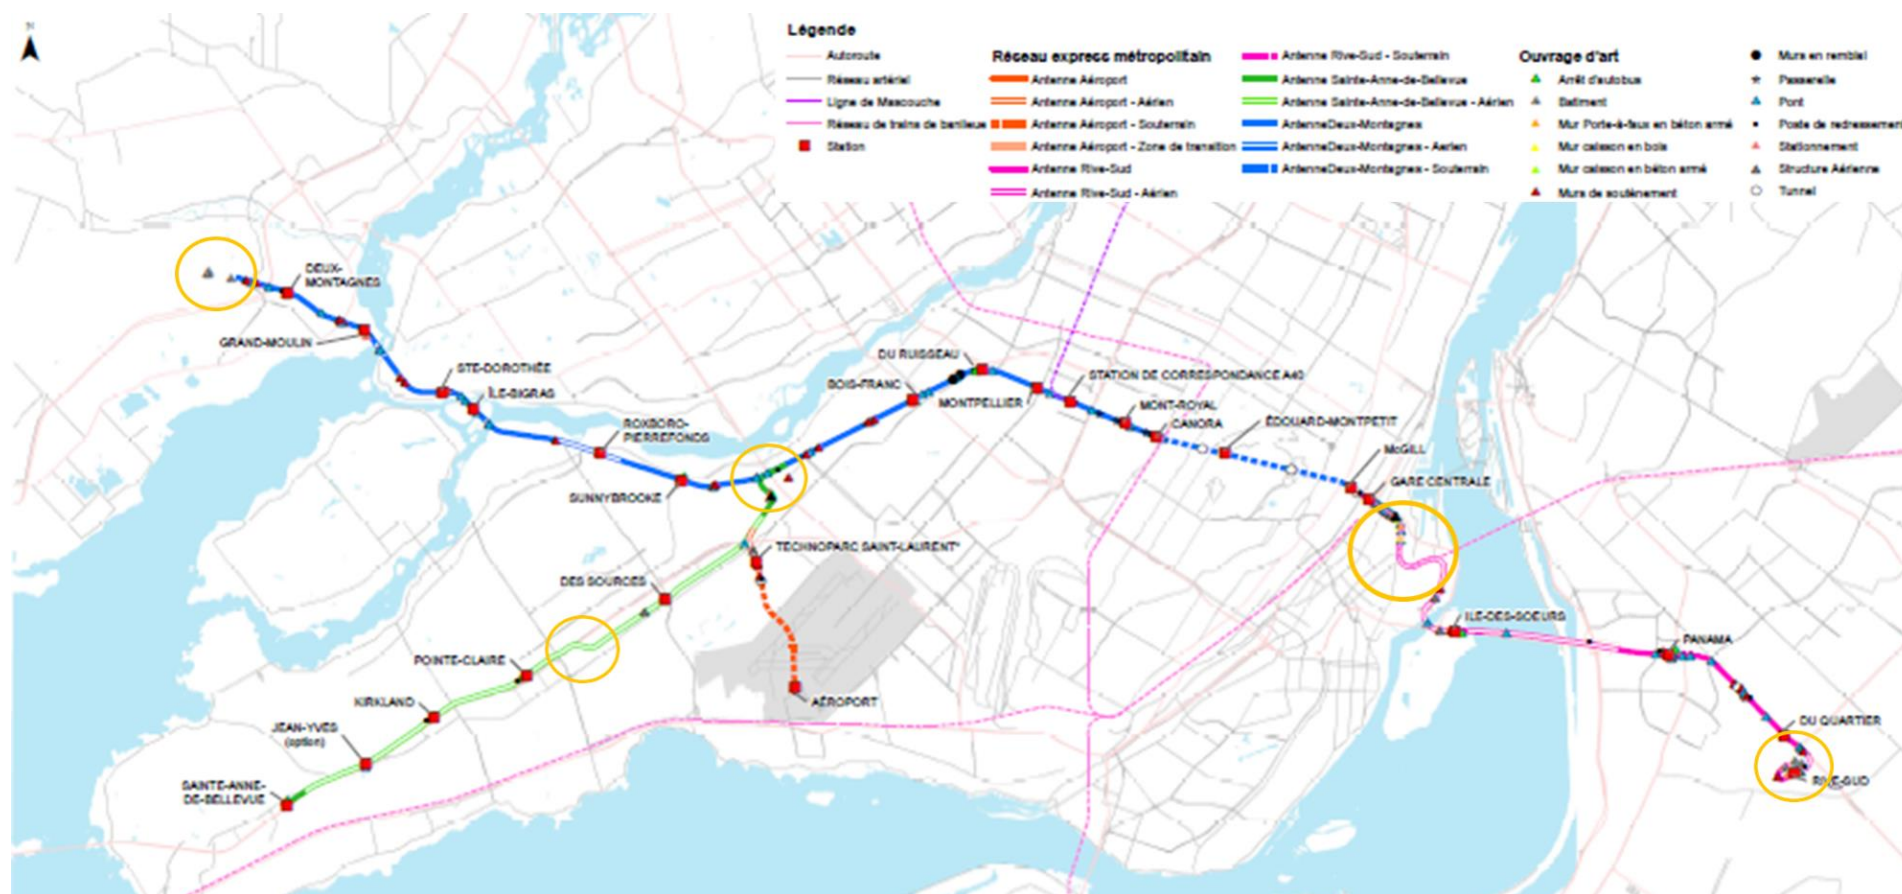 N
Légende
Autoroute
Réseau artériel
Ligne de Mascouche
Réseau de trains de banlieue
Station
Réseau express métropolitain
Antenne Aéroport
Antenne Aéroport - Aérien
Antenne Aéroport - Souterrain
Antenne Aéroport - Zone de transition
Antenne Rive-Sud
Antenne Rive-Sud - Aérien
Antenne Rive-Sud - Souterrain
Antenne Sainte-Anne-de-Bellevue
Antenne Sainte-Anne-de-Bellevue - Aérien
AntenneDeux-Montagnes
AntenneDeux-Montagnes - Aerien
AntenneDeux-Montagnes - Souterrain
Ouvrage d'art
Arrêt d'autobus
Batiment
Mur Porte-à-faux en béton armé
Mur caisson en bois
Mur caisson en béton armé
Murs de soutènement
Murs en remblai
Passerelle
Pont
Poste de redressement
Stationnement
Structure Aérienne
Tunnel
DEUX-
MONTAGNES
GRAND-MOULIN
STE-DOROTHÉE
ÎLE-BIGRAS
ROXBORO-
PIERREFONDS
SUNNYBROOKE
BOIS-FRANC
DU RUISSEAU
MONTPELLIER
STATION DE CORRESPONDANCE A40
MONT-ROYAL
CANORA
ÉDOUARD-MONTPETIT
McGILL
GARE CENTRALE
TECHNOPARC SAINT-LAURENT*
DES SOURCES
POINTE-CLAIRE
KIRKLAND
JEAN-YVES
(option)
SAINTE-ANNE-
DE-BELLEVUE
AÉROPORT
ILE-DES-SOEURS
PANAMA
DU QUARTIER
RIVE-SUD